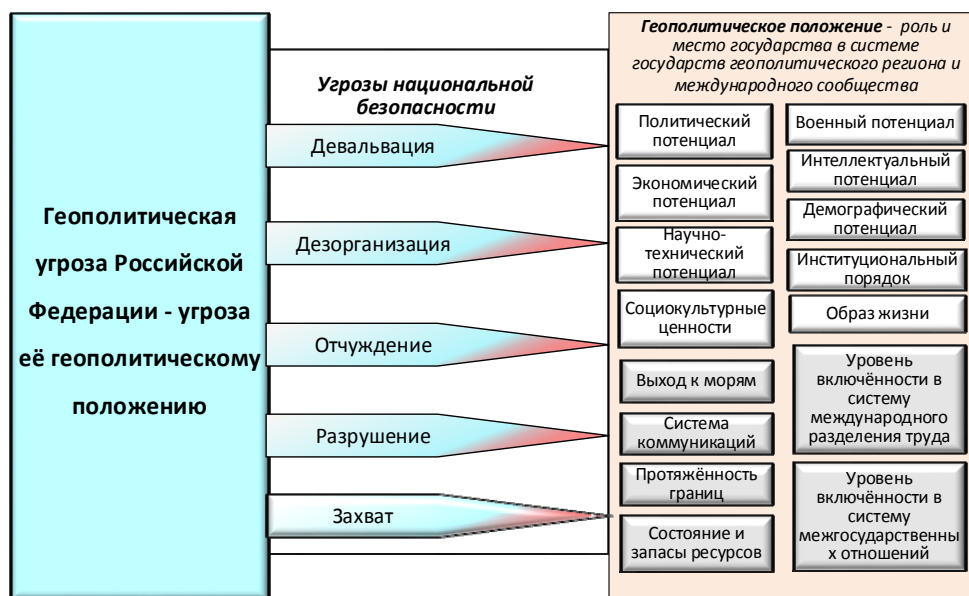 Геополитическая
угроза Российской
Федерации - угроза
её геополитическому
положению
Угрозы национальной
безопасности
Девальвация
Дезорганизация
Отчуждение
Разрушение
Захват
Геополитическое положение - роль и
место государства в системе
государств геополитического региона и
международного сообщества
Политический
потенциал
Экономический
потенциал
Научно-
технический
потенциал
Социокультурные
ценности
Выход к морям
Система
коммуникаций
Протяжённость
границ
Состояние и
запасы ресурсов
Военный потенциал
Интеллектуальный
потенциал
Демографический
потенциал
Институциональный
порядок
Образ жизни
Уровень
включённости в
систему
международного
разделения труда
Уровень
включённости в
систему
межгосударственны
х отношений